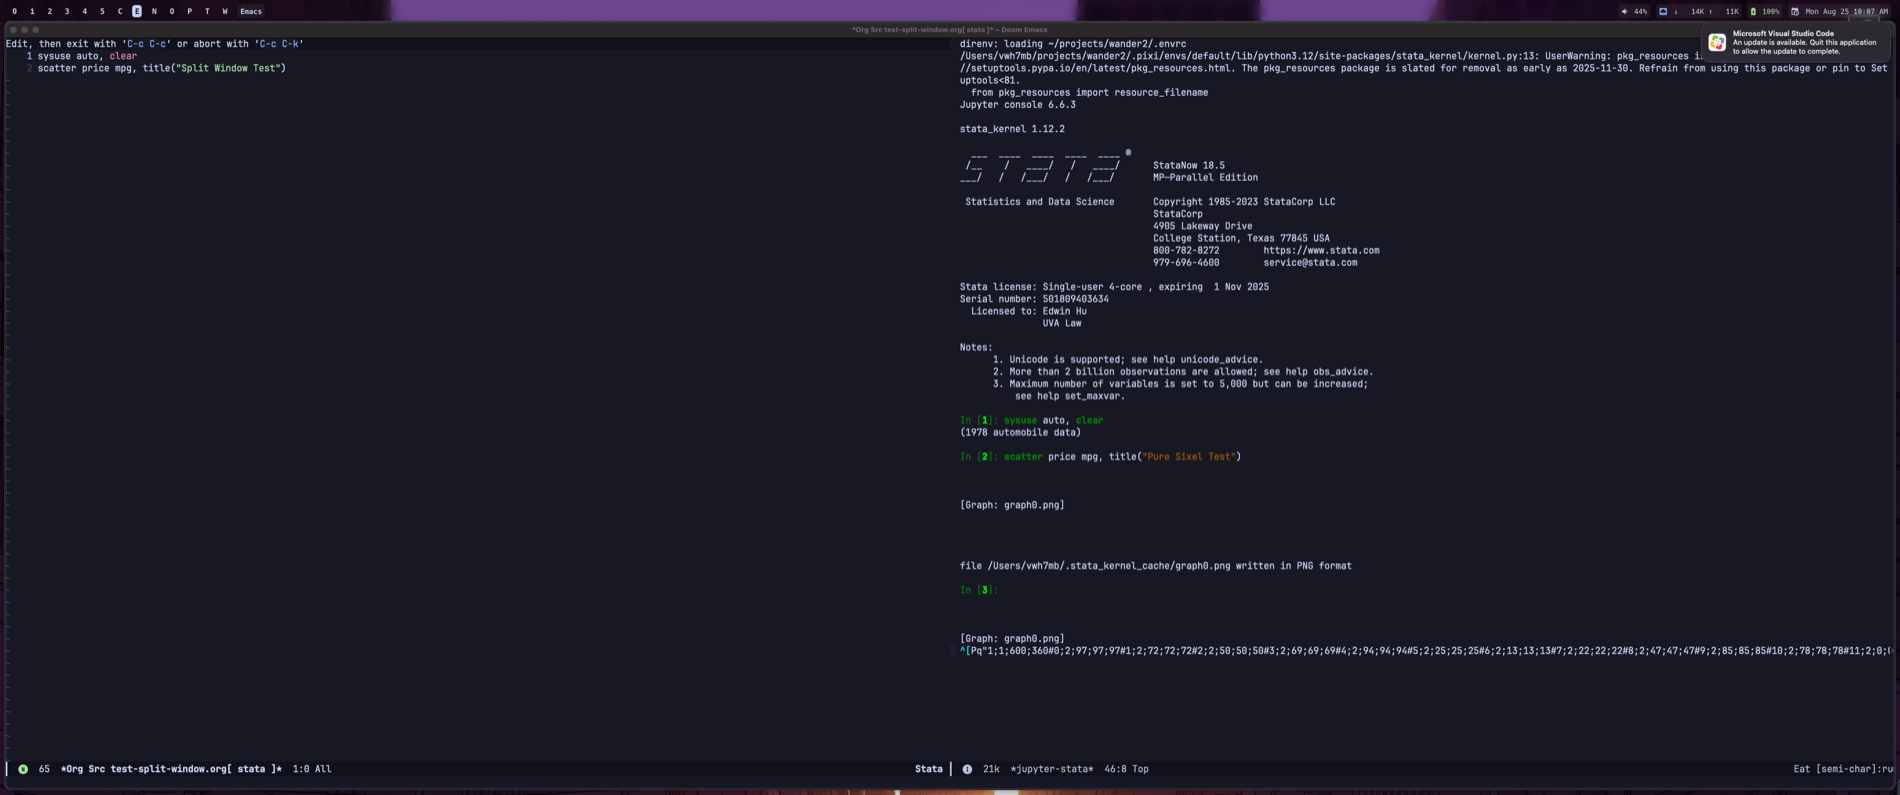 0 1 2 3 4 5 C E N O P T W Emacs
44% ↓ 14K ↑ 11K 100% Mon Aug 25 10:07 AM
*Org Src test-split-window.org[ stata ]* – Doom Emacs
Microsoft Visual Studio Code
An update is available. Quit this application
to allow the update to complete.
Edit, then exit with ‘C-c C-c’ or abort with ‘C-c C-k’
1 sysuse auto, clear
2 scatter price mpg, title("Split Window Test")
direnv: loading ~/projects/wander2/.envrc
/Users/vwh7mb/projects/wander2/.pixi/envs/default/lib/python3.12/site-packages/stata_kernel/kernel.py:13: UserWarning: pkg_resources
//setuptools.pypa.io/en/latest/pkg_resources.html. The pkg_resources package is slated for removal as early as 2025-11-30. Refrain from using this package or pin to Set
uptools<81.
from pkg_resources import resource_filename
Jupyter console 6.6.3
stata_kernel 1.12.2
®
StataNow 18.5
MP—Parallel Edition
Statistics and Data Science Copyright 1985-2023 StataCorp LLC
StataCorp
4905 Lakeway Drive
College Station, Texas 77845 USA
800-782-8272 https://www.stata.com
979-696-4600 service@stata.com
Stata license: Single-user 4-core , expiring 1 Nov 2025
Serial number: 501809403634
Licensed to: Edwin Hu
UVA Law
Notes:
1. Unicode is supported; see help unicode_advice.
2. More than 2 billion observations are allowed; see help obs_advice.
3. Maximum number of variables is set to 5,000 but can be increased;
see help set_maxvar.
In [1]: sysuse auto, clear
(1978 automobile data)
In [2]: scatter price mpg, title("Pure Sixel Test")
[Graph: graph0.png]
file /Users/vwh7mb/.stata_kernel_cache/graph0.png written in PNG format
In [3]:
[Graph: graph0.png]
^[Pq"1;1;600;360#0;2;97;97;97#1;2;72;72;72#2;2;50;50;50#3;2;69;69;69#4;2;94;94;94#5;2;25;25;25#6;2;13;13;13#7;2;22;22;22#8;2;47;47;47#9;2;85;85;85#10;2;78;78;78#11;2;0;
N 65 *Org Src test-split-window.org[ stata ]* 1:0 All Stata
I 21k *jupyter-stata* 46:8 Top Eat [semi-char]:ru